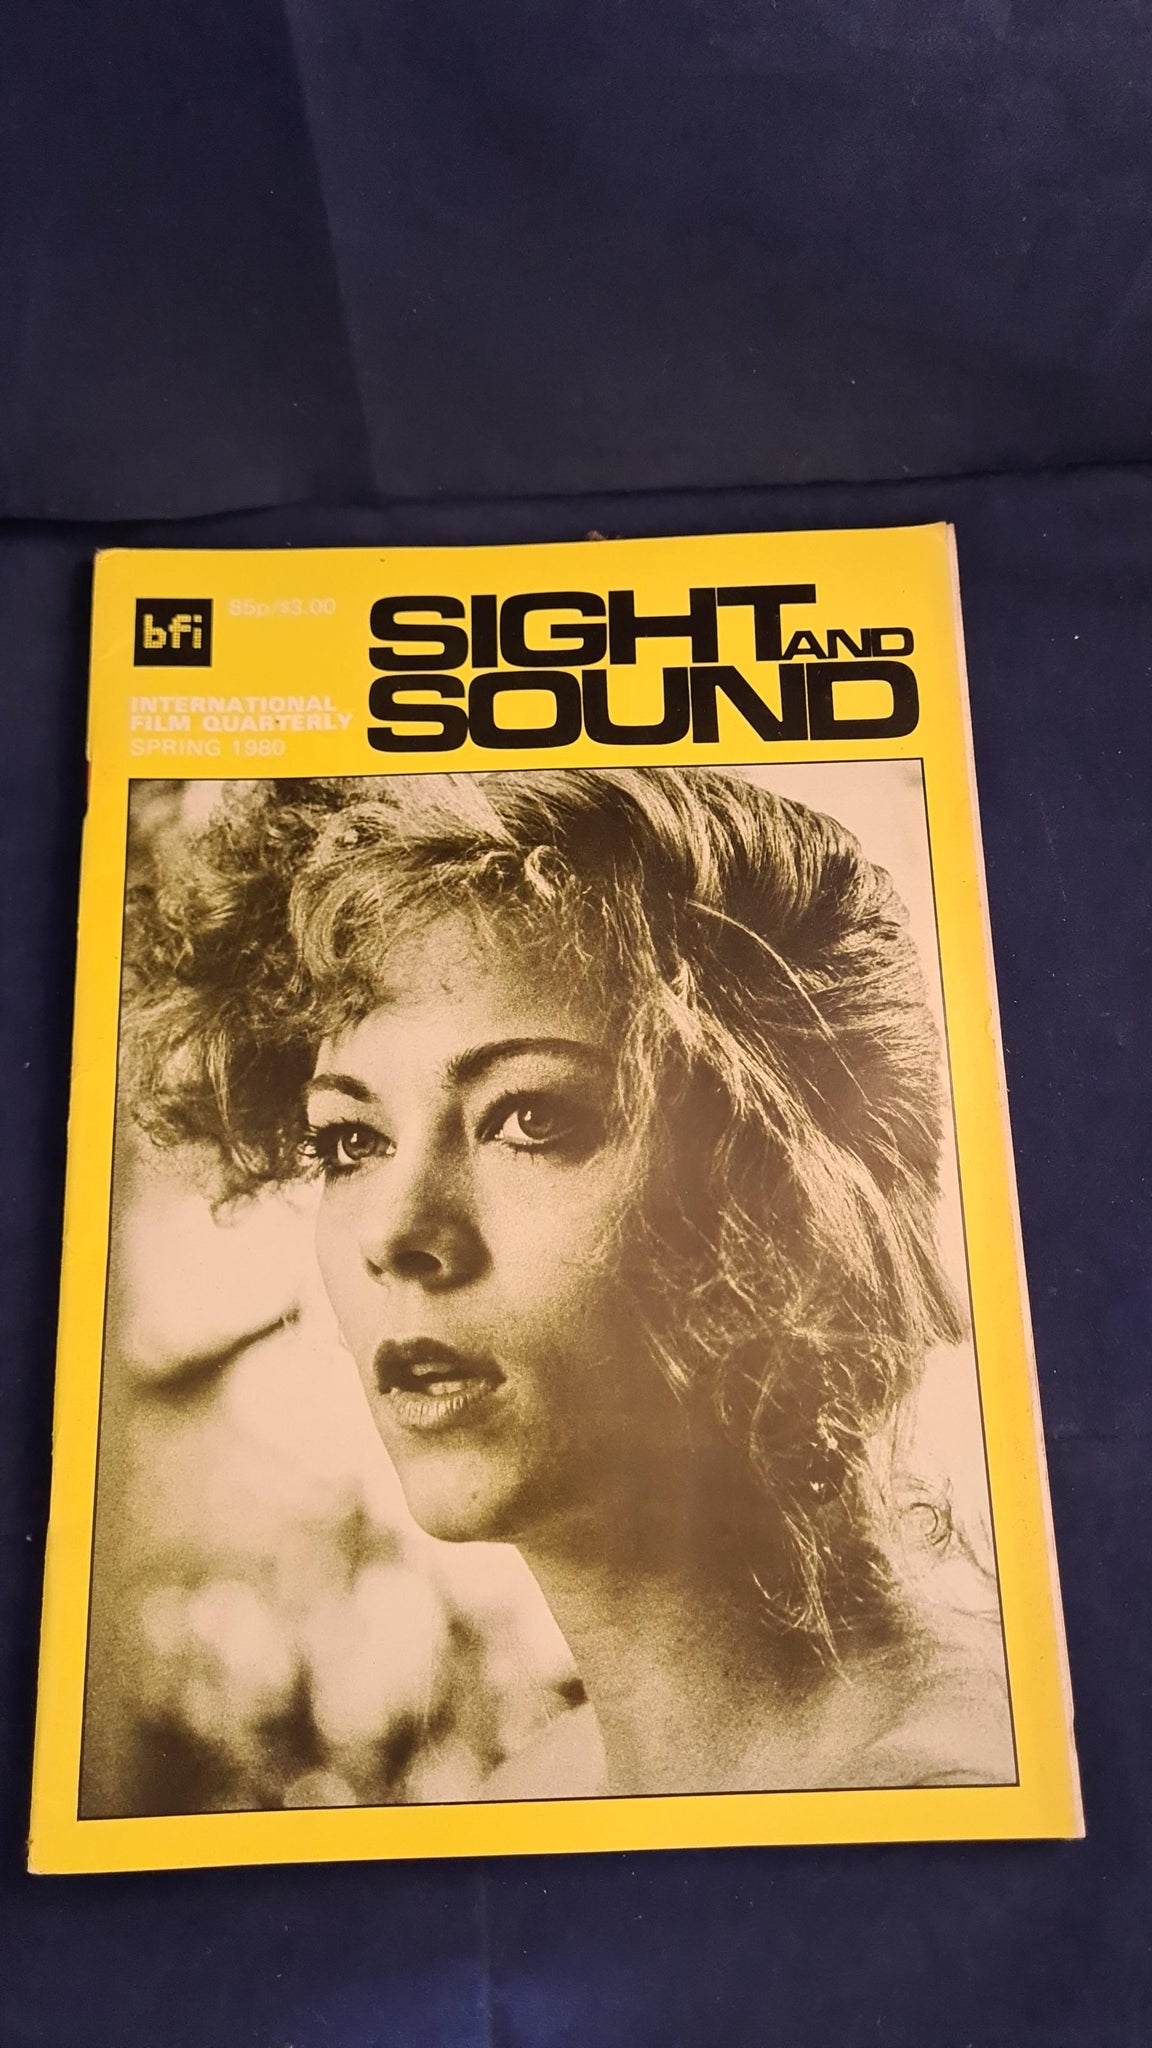 bfi
85p/$3.00
INTERNATIONAL
FILM QUARTERLY
SPRING 1980
SIGHT AND
SOUND